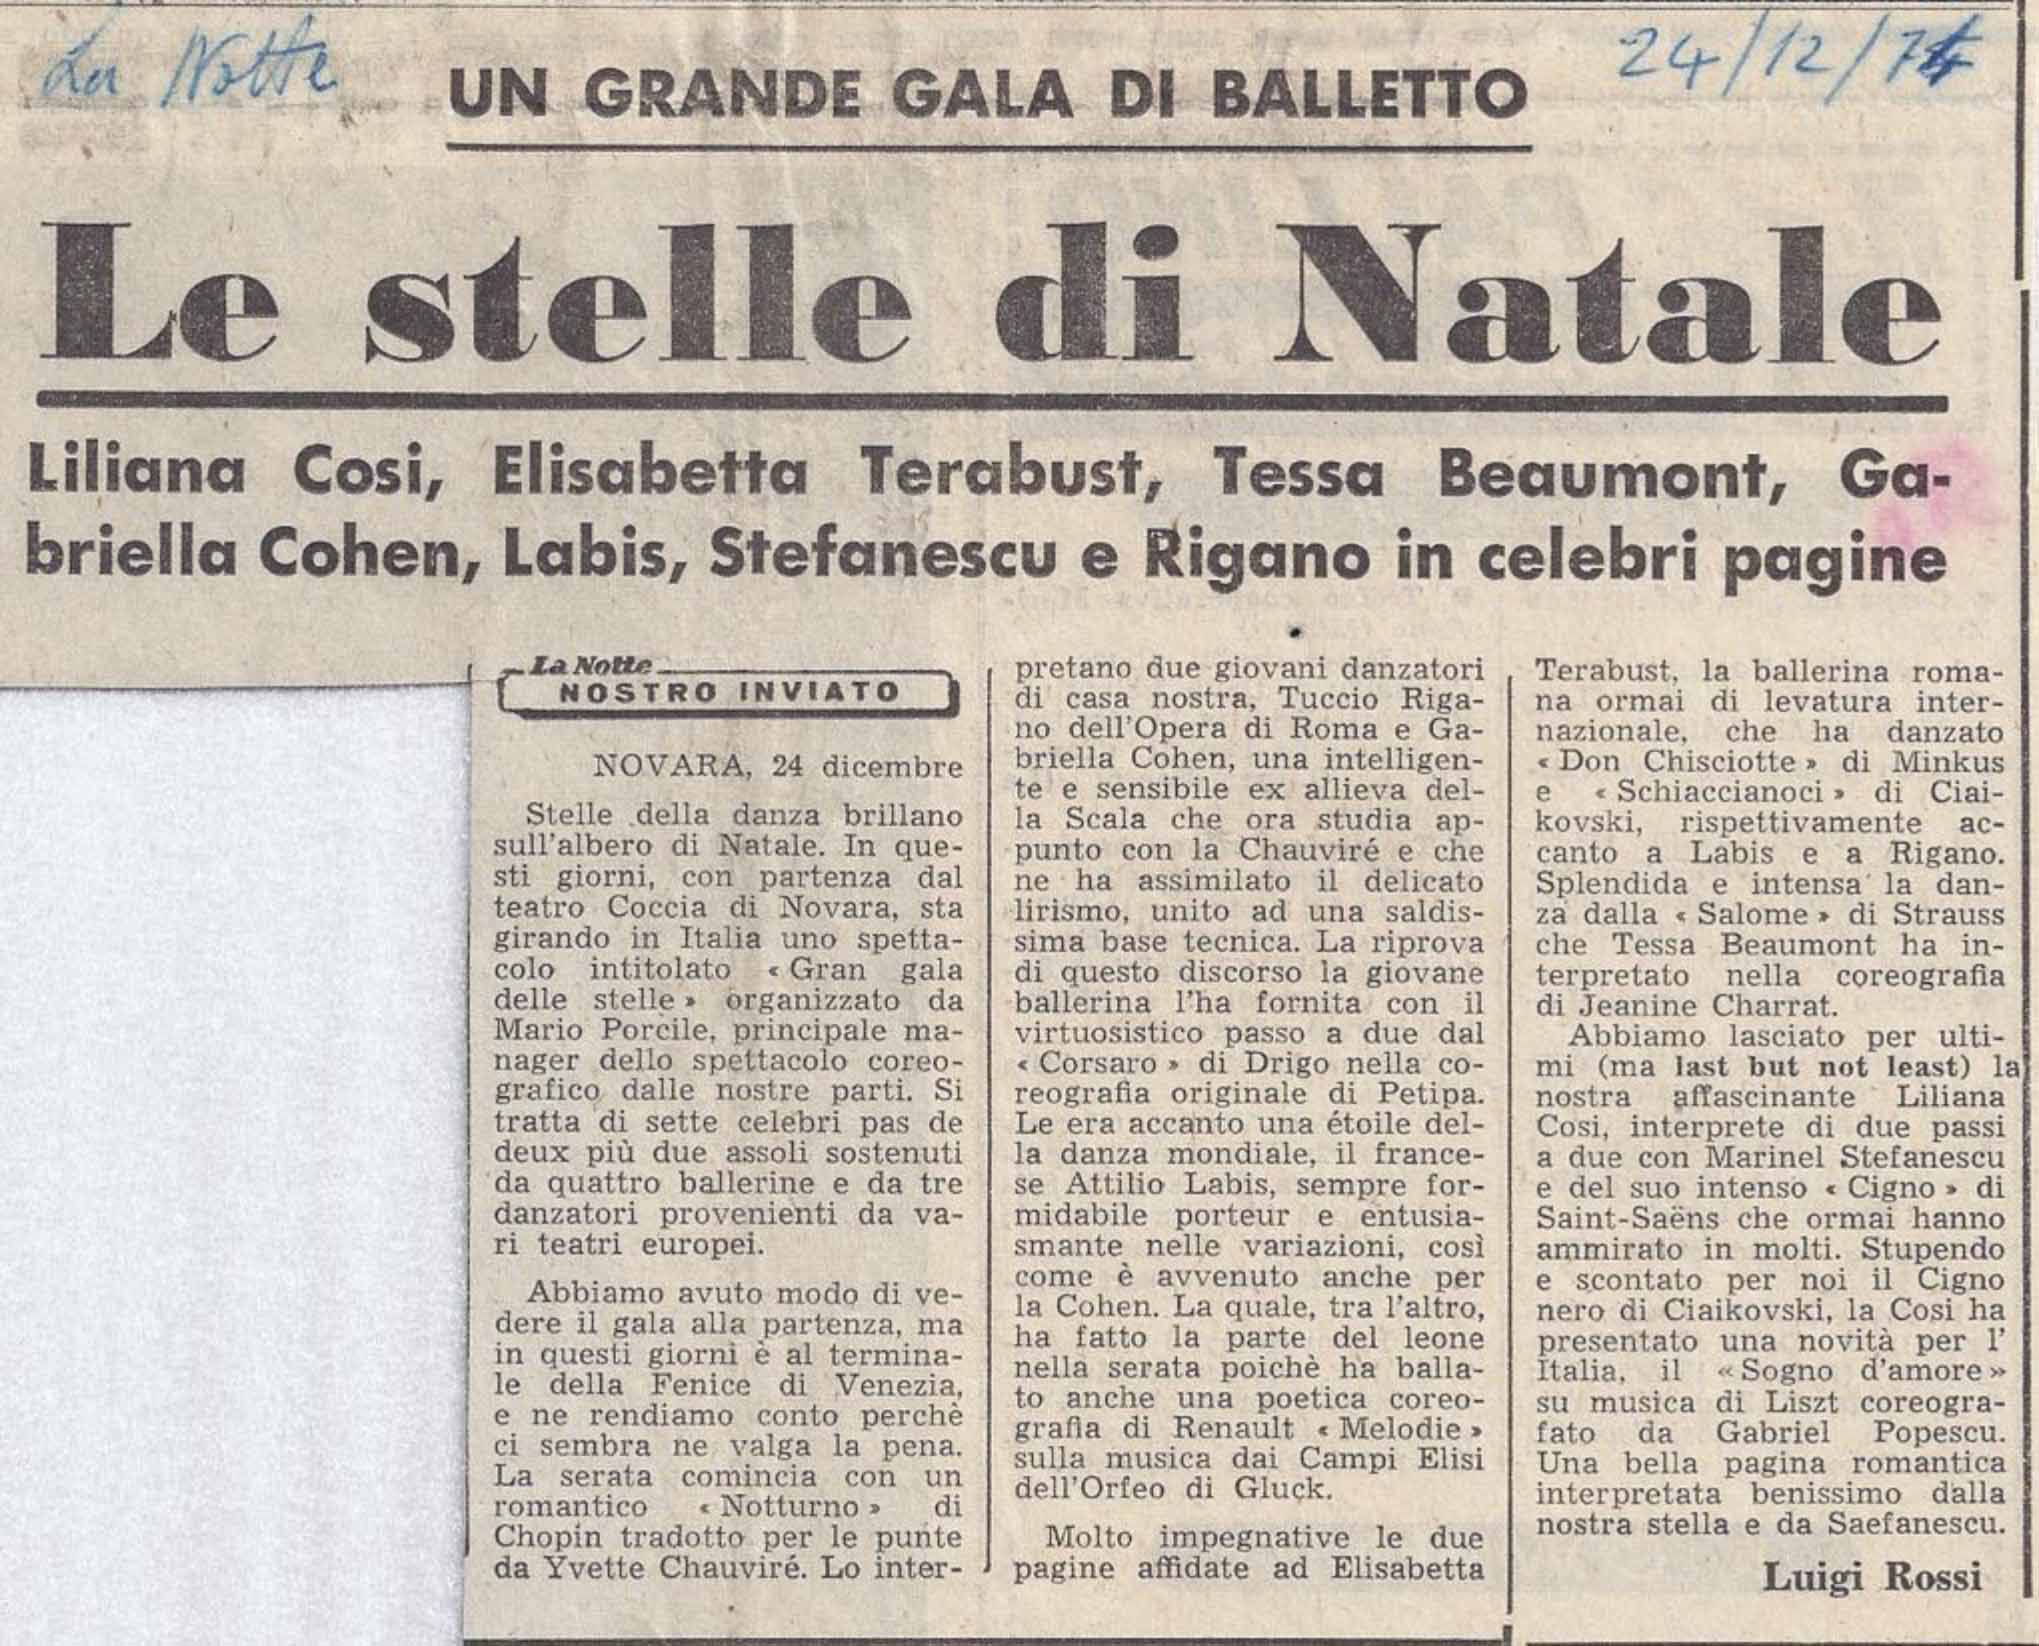 La Notte
24/12/74
UN GRANDE GALA DI BALLETTO
Le stelle di Natale
Liliana Cosi, Elisabetta Terabust, Tessa Beaumont, Ga-
briella Cohen, Labis, Stefanescu e Rigano in celebri pagine
La Notte
NOSTRO INVIATO
NOVARA, 24 dicembre
Stelle della danza brillano
sull'albero di Natale. In que-
sti giorni, con partenza dal
teatro Coccia di Novara, sta
girando in Italia uno spetta-
colo intitolato «Gran gala
delle stelle» organizzato da
Mario Porcile, principale ma-
nager dello spettacolo coreo-
grafico dalle nostre parti. Si
tratta di sette celebri pas de
deux più due assoli sostenuti
da quattro ballerine e da tre
danzatori provenienti da va-
ri teatri europei.
Abbiamo avuto modo di ve-
dere il gala alla partenza, ma
in questi giorni è al termina-
le della Fenice di Venezia,
e ne rendiamo conto perchè
ci sembra ne valga la pena.
La serata comincia con un
romantico «Notturno» di
Chopin tradotto per le punte
da Yvette Chauviré. Lo inter-
pretano due giovani danzatori
di casa nostra, Tuccio Riga-
no dell'Opera di Roma e Ga-
briella Cohen, una intelligen-
te e sensibile ex allieva del-
la Scala che ora studia ap-
punto con la Chauviré e che
ne ha assimilato il delicato
lirismo, unito ad una saldis-
sima base tecnica. La riprova
di questo discorso la giovane
ballerina l'ha fornita con il
virtuosistico passo a due dal
«Corsaro» di Drigo nella co-
reografia originale di Petipa.
Le era accanto una étoile del-
la danza mondiale, il france-
se Attilio Labis, sempre for-
midabile porteur e entusia-
smante nelle variazioni, così
come è avvenuto anche per
la Cohen. La quale, tra l'altro,
ha fatto la parte del leone
nella serata poichè ha balla-
to anche una poetica coreo-
grafia di Renault «Melodie»
sulla musica dai Campi Elisi
dell'Orfeo di Gluck.
Molto impegnative le due
pagine affidate ad Elisabetta
Terabust, la ballerina roma-
na ormai di levatura inter-
nazionale, che ha danzato
«Don Chisciotte» di Minkus
e «Schiaccianoci» di Ciai-
kovski, rispettivamente ac-
canto a Labis e a Rigano.
Splendida e intensa la dan-
za dalla «Salome» di Strauss
che Tessa Beaumont ha in-
terpretato nella coreografia
di Jeanine Charrat.
Abbiamo lasciato per ulti-
mi (ma last but not least) la
nostra affascinante Liliana
Cosi, interprete di due passi
a due con Marinel Stefanescu
e del suo intenso «Cigno» di
Saint-Saëns che ormai hanno
ammirato in molti. Stupendo
e scontato per noi il Cigno
nero di Ciaikovski, la Cosi ha
presentato una novità per l'
Italia, il «Sogno d'amore»
su musica di Liszt coreogra-
fato da Gabriel Popescu.
Una bella pagina romantica
interpretata benissimo dalla
nostra stella e da Saefanescu.
Luigi Rossi